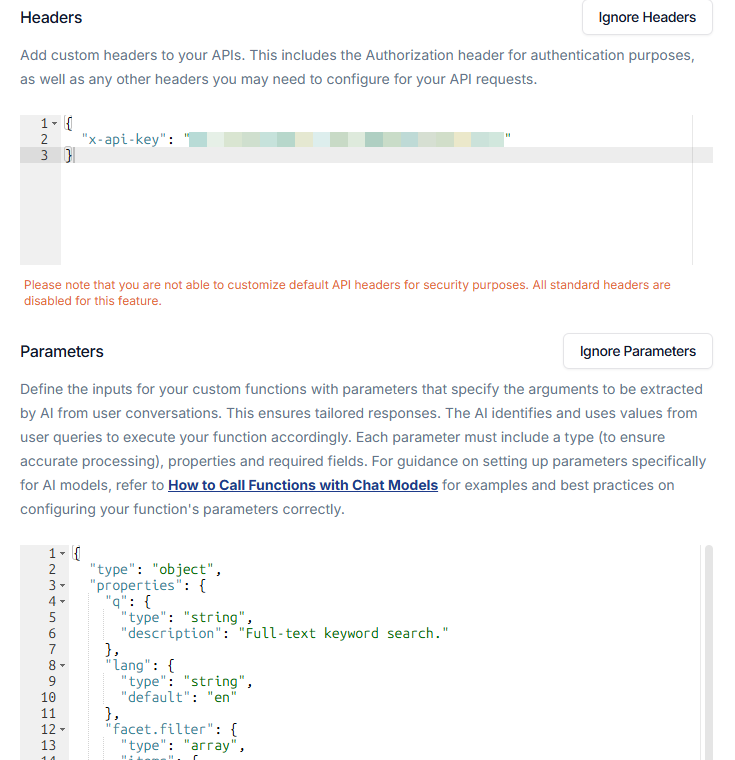 Headers
Ignore Headers
Add custom headers to your APIs. This includes the Authorization header for authentication purposes,
as well as any other headers you may need to configure for your API requests.
1 {
2 "x-api-key": " "
3 }
Please note that you are not able to customize default API headers for security purposes. All standard headers are
disabled for this feature.
Parameters
Ignore Parameters
Define the inputs for your custom functions with parameters that specify the arguments to be extracted
by AI from user conversations. This ensures tailored responses. The AI identifies and uses values from
user queries to execute your function accordingly. Each parameter must include a type (to ensure
accurate processing), properties and required fields. For guidance on setting up parameters specifically
for AI models, refer to How to Call Functions with Chat Models for examples and best practices on
configuring your function's parameters correctly.
1 {
2 "type": "object",
3 "properties": {
4 "q": {
5 "type": "string",
6 "description": "Full-text keyword search."
7 },
8 "lang": {
9 "type": "string",
10 "default": "en"
11 },
12 "facet.filter": {
13 "type": "array",
14 "items": {